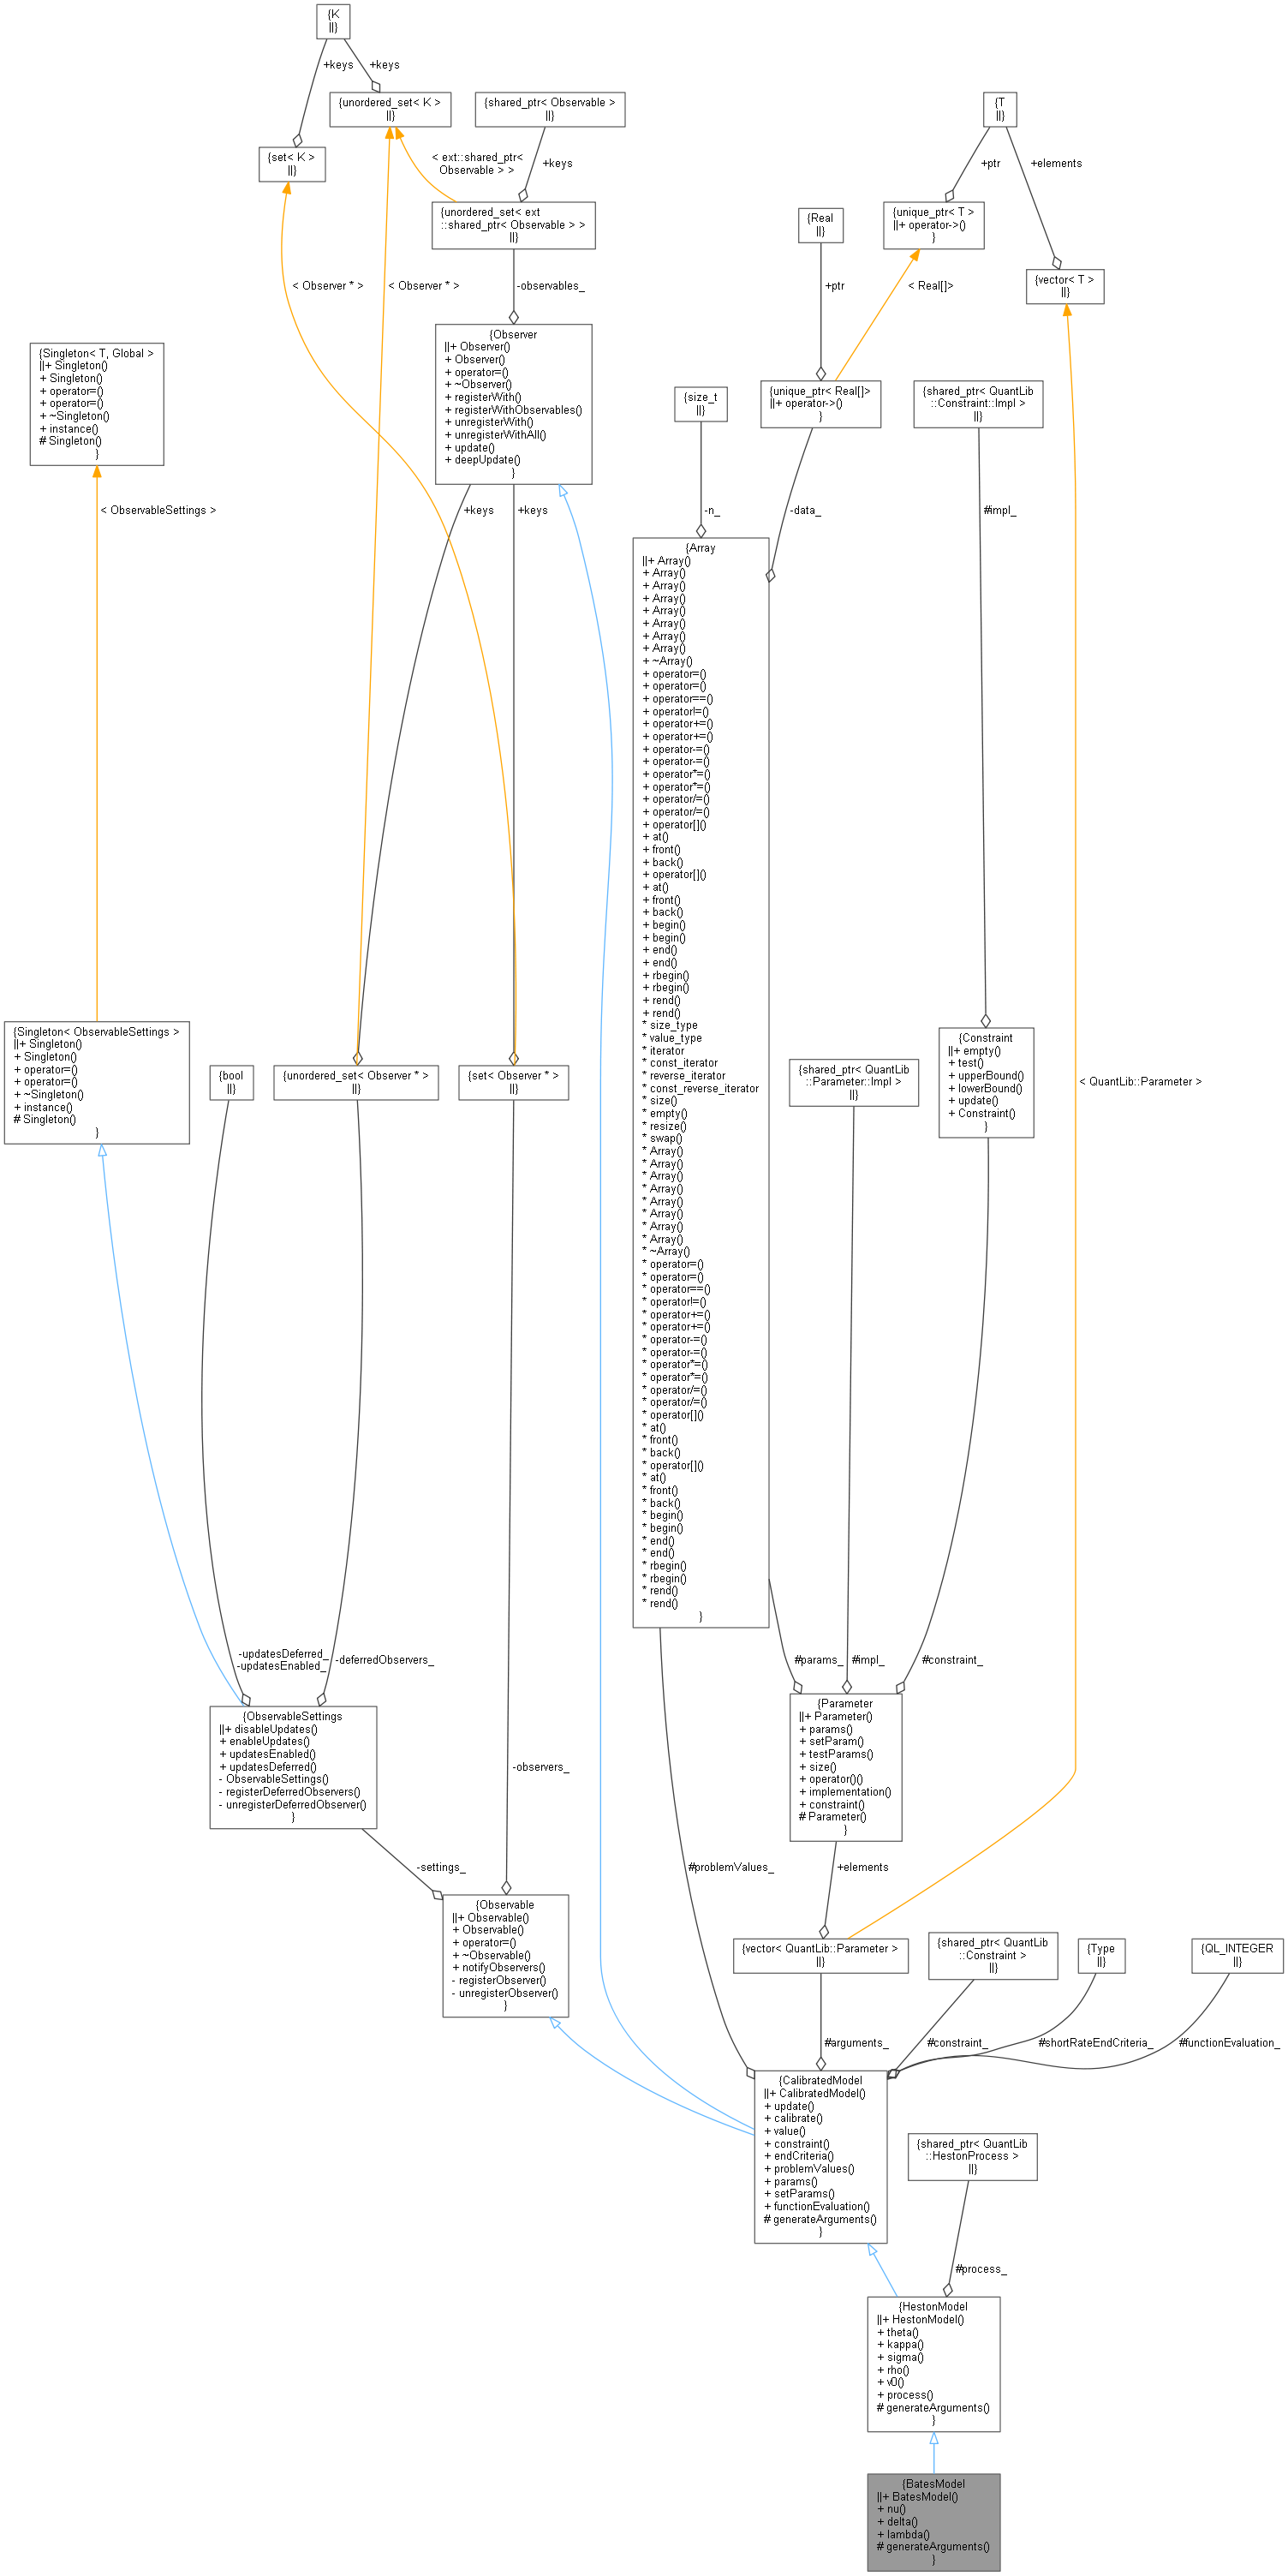 {K
||}
+keys
+keys
{unordered_set< K >
||}
{shared_ptr< Observable >
||}
{T
||}
{set< K >
||}
< ext::shared_ptr<
Observable > >
+keys
+ptr
+elements
{unordered_set< ext
::shared_ptr< Observable > >
||}
{Real
||}
{unique_ptr< T >
||+ operator->()
}
{vector< T >
||}
< Observer * >
< Observer * >
-observables_
+ptr
< Real[]>
{Singleton< T, Global >
||+ Singleton()
+ Singleton()
+ operator=()
+ operator=()
+ ~Singleton()
+ instance()
# Singleton()
}
{Observer
||+ Observer()
+ Observer()
+ operator=()
+ ~Observer()
+ registerWith()
+ registerWithObservables()
+ unregisterWith()
+ unregisterWithAll()
+ update()
+ deepUpdate()
}
{size_t
||}
{unique_ptr< Real[]>
||+ operator->()
}
{shared_ptr< QuantLib
::Constraint::Impl >
||}
< ObservableSettings >
+keys
+keys
-n_
-data_
#impl_
{Array
||+ Array()
+ Array()
+ Array()
+ Array()
+ Array()
+ Array()
+ Array()
+ Array()
+ ~Array()
+ operator=()
+ operator=()
+ operator==()
+ operator!=()
+ operator+=()
+ operator+=()
+ operator-=()
+ operator-=()
+ operator*=()
+ operator*=()
+ operator/=()
+ operator/=()
+ operator[]()
+ at()
+ front()
+ back()
+ operator[]()
+ at()
+ front()
+ back()
+ begin()
+ begin()
+ end()
+ end()
+ rbegin()
+ rbegin()
+ rend()
+ rend()
* size_type
* value_type
* iterator
* const_iterator
* reverse_iterator
* const_reverse_iterator
* size()
* empty()
* resize()
* swap()
* Array()
* Array()
* Array()
* Array()
* Array()
* Array()
* Array()
* Array()
* ~Array()
* operator=()
* operator=()
* operator==()
* operator!=()
* operator+=()
* operator+=()
* operator-=()
* operator-=()
* operator*=()
* operator*=()
* operator/=()
* operator/=()
* operator[]()
* at()
* front()
* back()
* operator[]()
* at()
* front()
* back()
* begin()
* begin()
* end()
* end()
* rbegin()
* rbegin()
* rend()
* rend()
}
{Singleton< ObservableSettings >
||+ Singleton()
+ Singleton()
+ operator=()
+ operator=()
+ ~Singleton()
+ instance()
# Singleton()
}
{bool
||}
{unordered_set< Observer * >
||}
{set< Observer * >
||}
{shared_ptr< QuantLib
::Parameter::Impl >
||}
{Constraint
||+ empty()
+ test()
+ upperBound()
+ lowerBound()
+ update()
+ Constraint()
}
< QuantLib::Parameter >
-updatesDeferred_
-updatesEnabled_
-deferredObservers_
#params_
#impl_
#constraint_
{ObservableSettings
||+ disableUpdates()
+ enableUpdates()
+ updatesEnabled()
+ updatesDeferred()
- ObservableSettings()
- registerDeferredObservers()
- unregisterDeferredObserver()
}
-observers_
{Parameter
||+ Parameter()
+ params()
+ setParam()
+ testParams()
+ size()
+ operator()()
+ implementation()
+ constraint()
# Parameter()
}
-settings_
#problemValues_
+elements
{Observable
||+ Observable()
+ Observable()
+ operator=()
+ ~Observable()
+ notifyObservers()
- registerObserver()
- unregisterObserver()
}
{vector< QuantLib::Parameter >
||}
{shared_ptr< QuantLib
::Constraint >
||}
{Type
||}
{QL_INTEGER
||}
#arguments_
#constraint_
#shortRateEndCriteria_
#functionEvaluation_
{CalibratedModel
||+ CalibratedModel()
+ update()
+ calibrate()
+ value()
+ constraint()
+ endCriteria()
+ problemValues()
+ params()
+ setParams()
+ functionEvaluation()
# generateArguments()
}
{shared_ptr< QuantLib
::HestonProcess >
||}
#process_
{HestonModel
||+ HestonModel()
+ theta()
+ kappa()
+ sigma()
+ rho()
+ v0()
+ process()
# generateArguments()
}
{BatesModel
||+ BatesModel()
+ nu()
+ delta()
+ lambda()
# generateArguments()
}